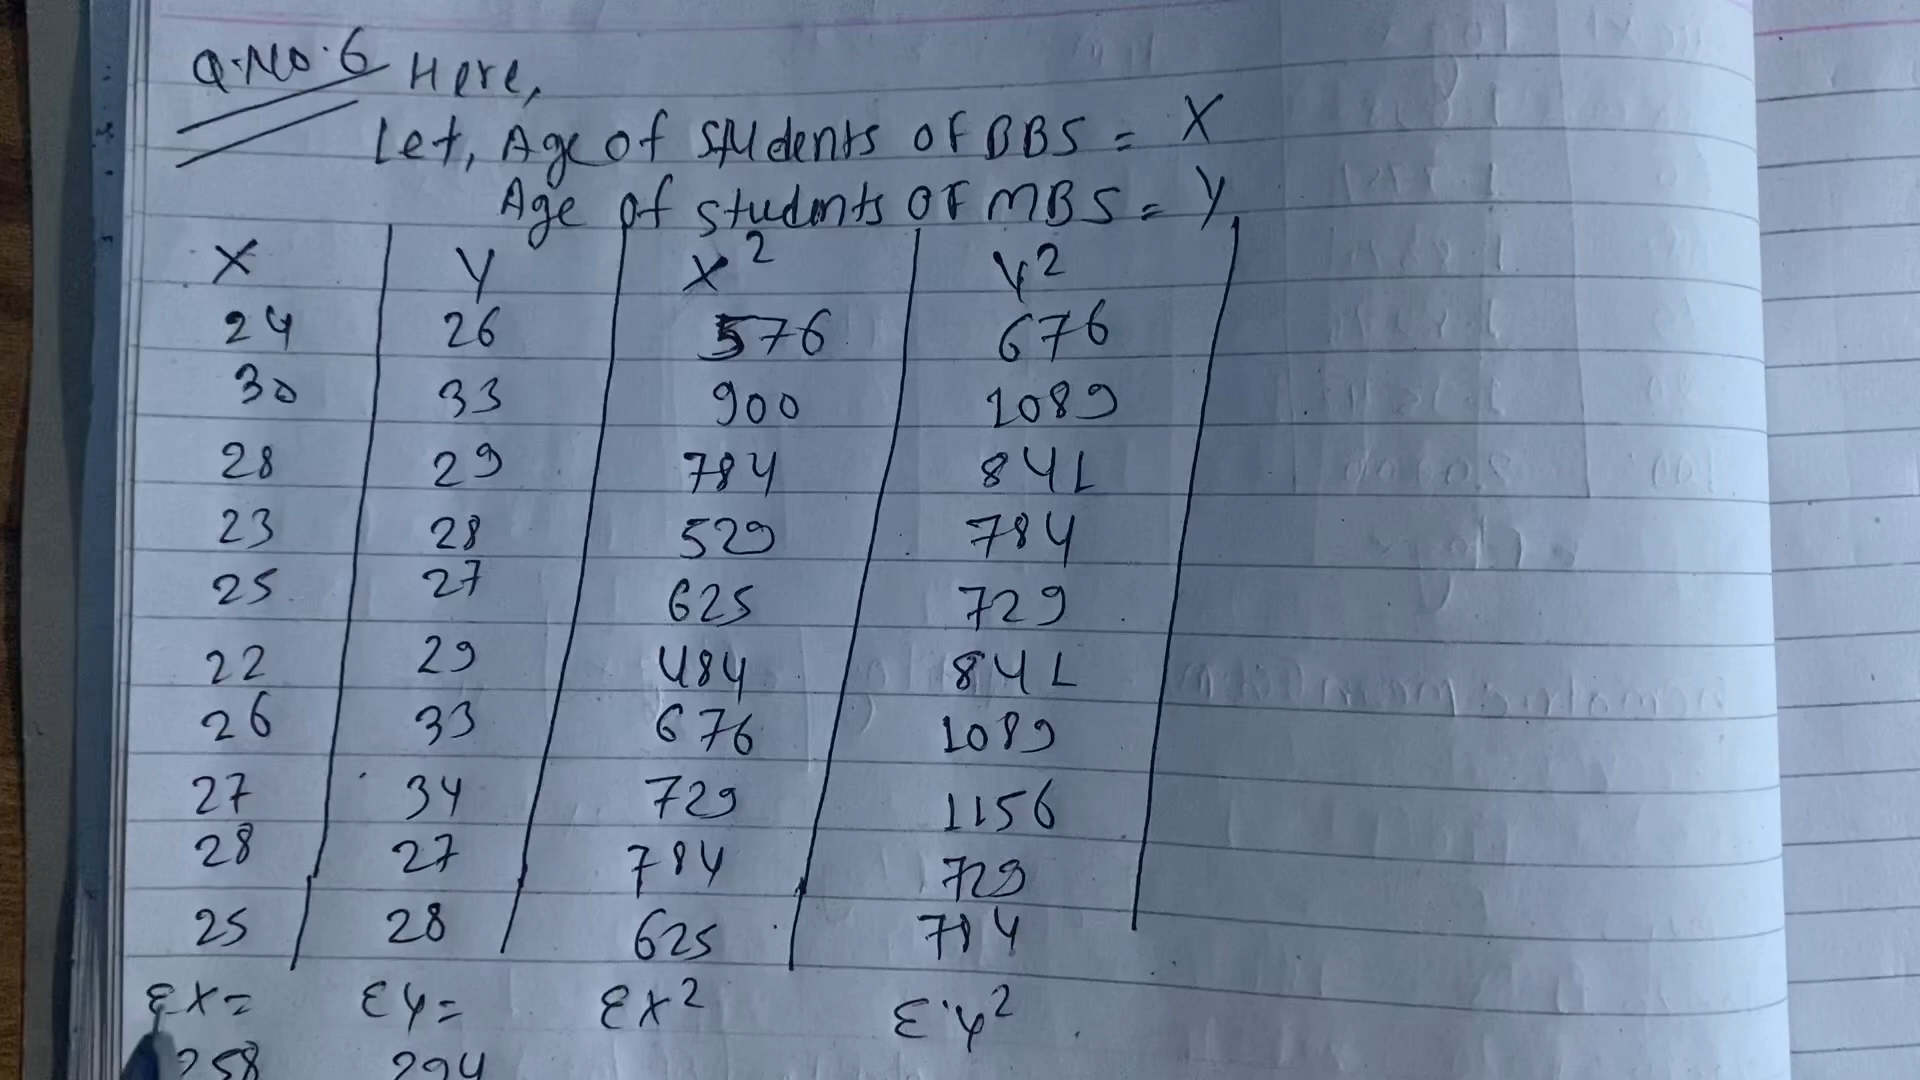 Q.No.6 Here,
Let, Age of Students OF BBS = X
Age of students OF MBS = Y
X Y X² Y²
24 26 576 676
30 33 900 1089
28 29 784 841
23 28 529 784
25 27 625 729
22 29 484 841
26 33 676 1089
27 34 729 1156
28 27 784 729
25 28 625 784
ΣX= ΣY= ΣX² ΣY²
258 294